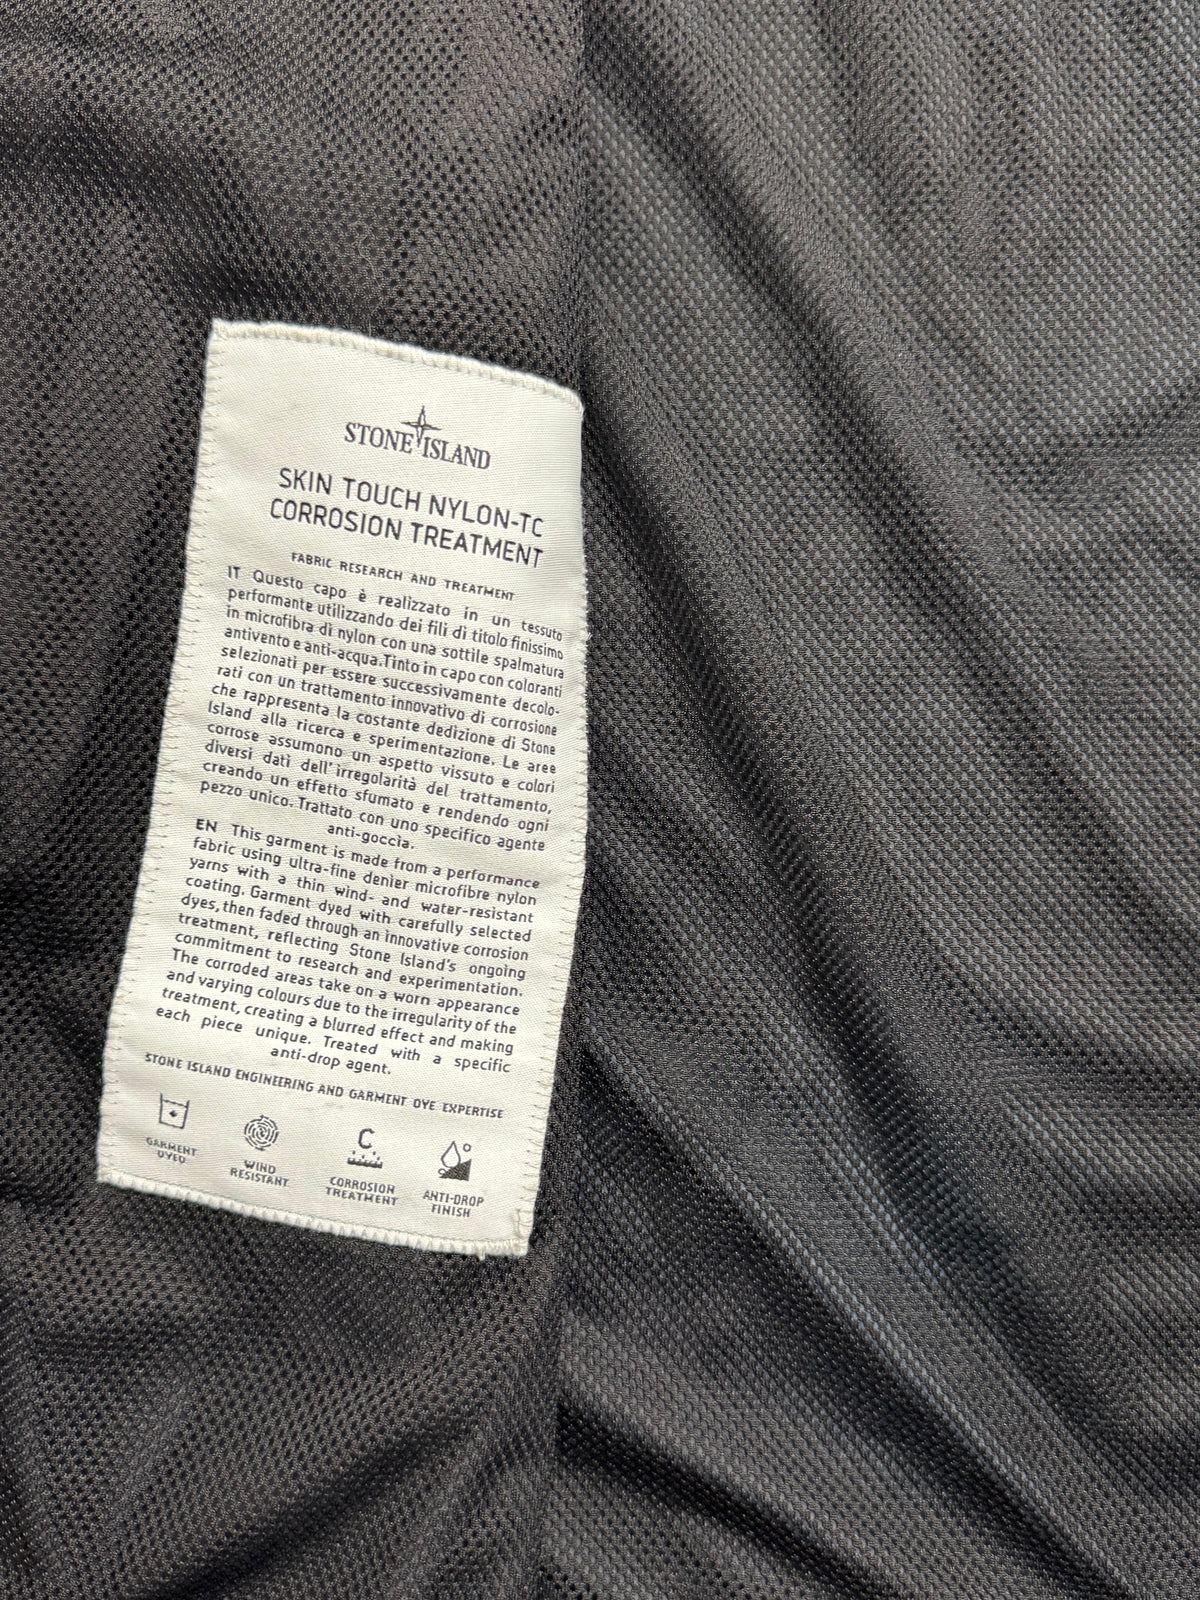 STONE ISLAND
SKIN TOUCH NYLON-TC
CORROSION TREATMENT
FABRIC RESEARCH AND TREATMENT
IT Questo capo è realizzato in un tessuto
performante utilizzando dei fili di titolo finissimo
in microfibra di nylon con una sottile spalmatura
antivento e anti-acqua.Tinto in capo con coloranti
selezionati per essere successivamente decolo-
rati con un trattamento innovativo di corrosione
che rappresenta la costante dedizione di Stone
Island alla ricerca e sperimentazione. Le aree
corrose assumono un aspetto vissuto e colori
diversi dati dell'irregolarità del trattamento,
creando un effetto sfumato e rendendo ogni
pezzo unico. Trattato con uno specifico agente
anti-goccia.
EN This garment is made from a performance
fabric using ultra-fine denier microfibre nylon
yarns with a thin wind- and water-resistant
coating. Garment dyed with carefully selected
dyes, then faded through an innovative corrosion
treatment, reflecting Stone Island's ongoing
commitment to research and experimentation.
The corroded areas take on a worn appearance
and varying colours due to the irregularity of the
treatment, creating a blurred effect and making
each piece unique. Treated with a specific
anti-drop agent.
STONE ISLAND ENGINEERING AND GARMENT DYE EXPERTISE
GARMENT
DYED
WIND
RESISTANT
C
CORROSION
TREATMENT
ANTI-DROP
FINISH